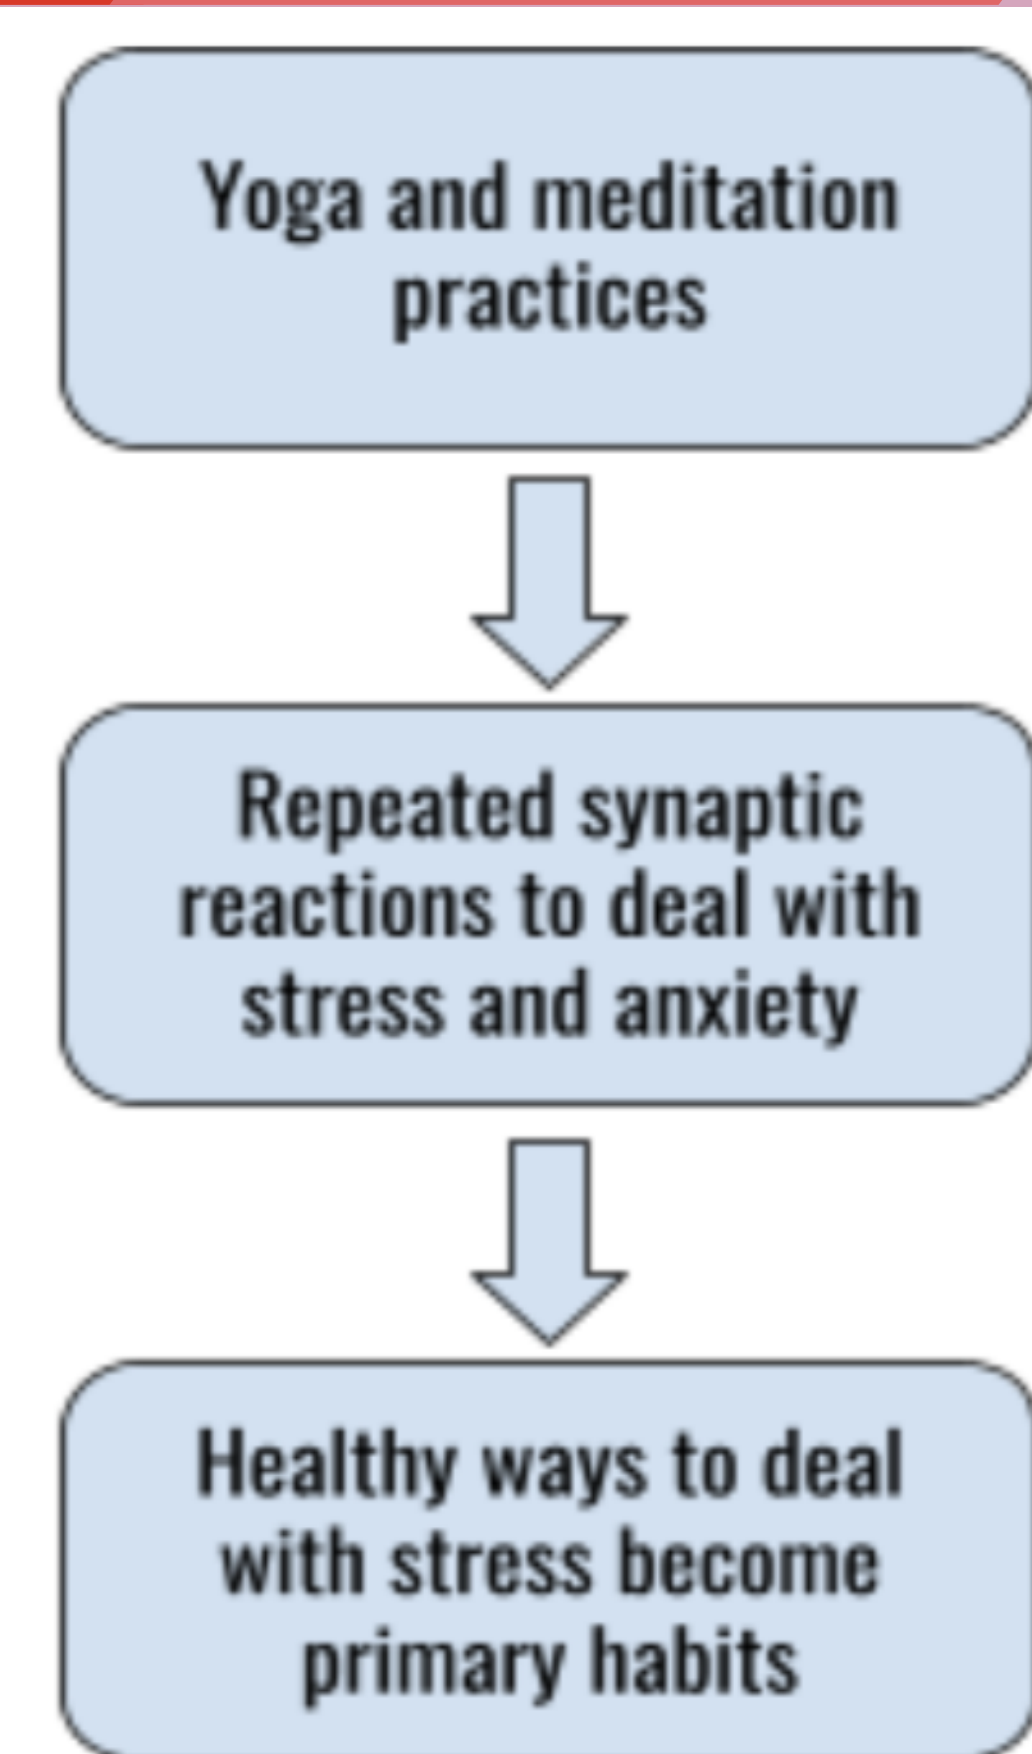 Yoga and meditation
practices
Repeated synaptic
reactions to deal with
stress and anxiety
Healthy ways to deal
with stress become
primary habits